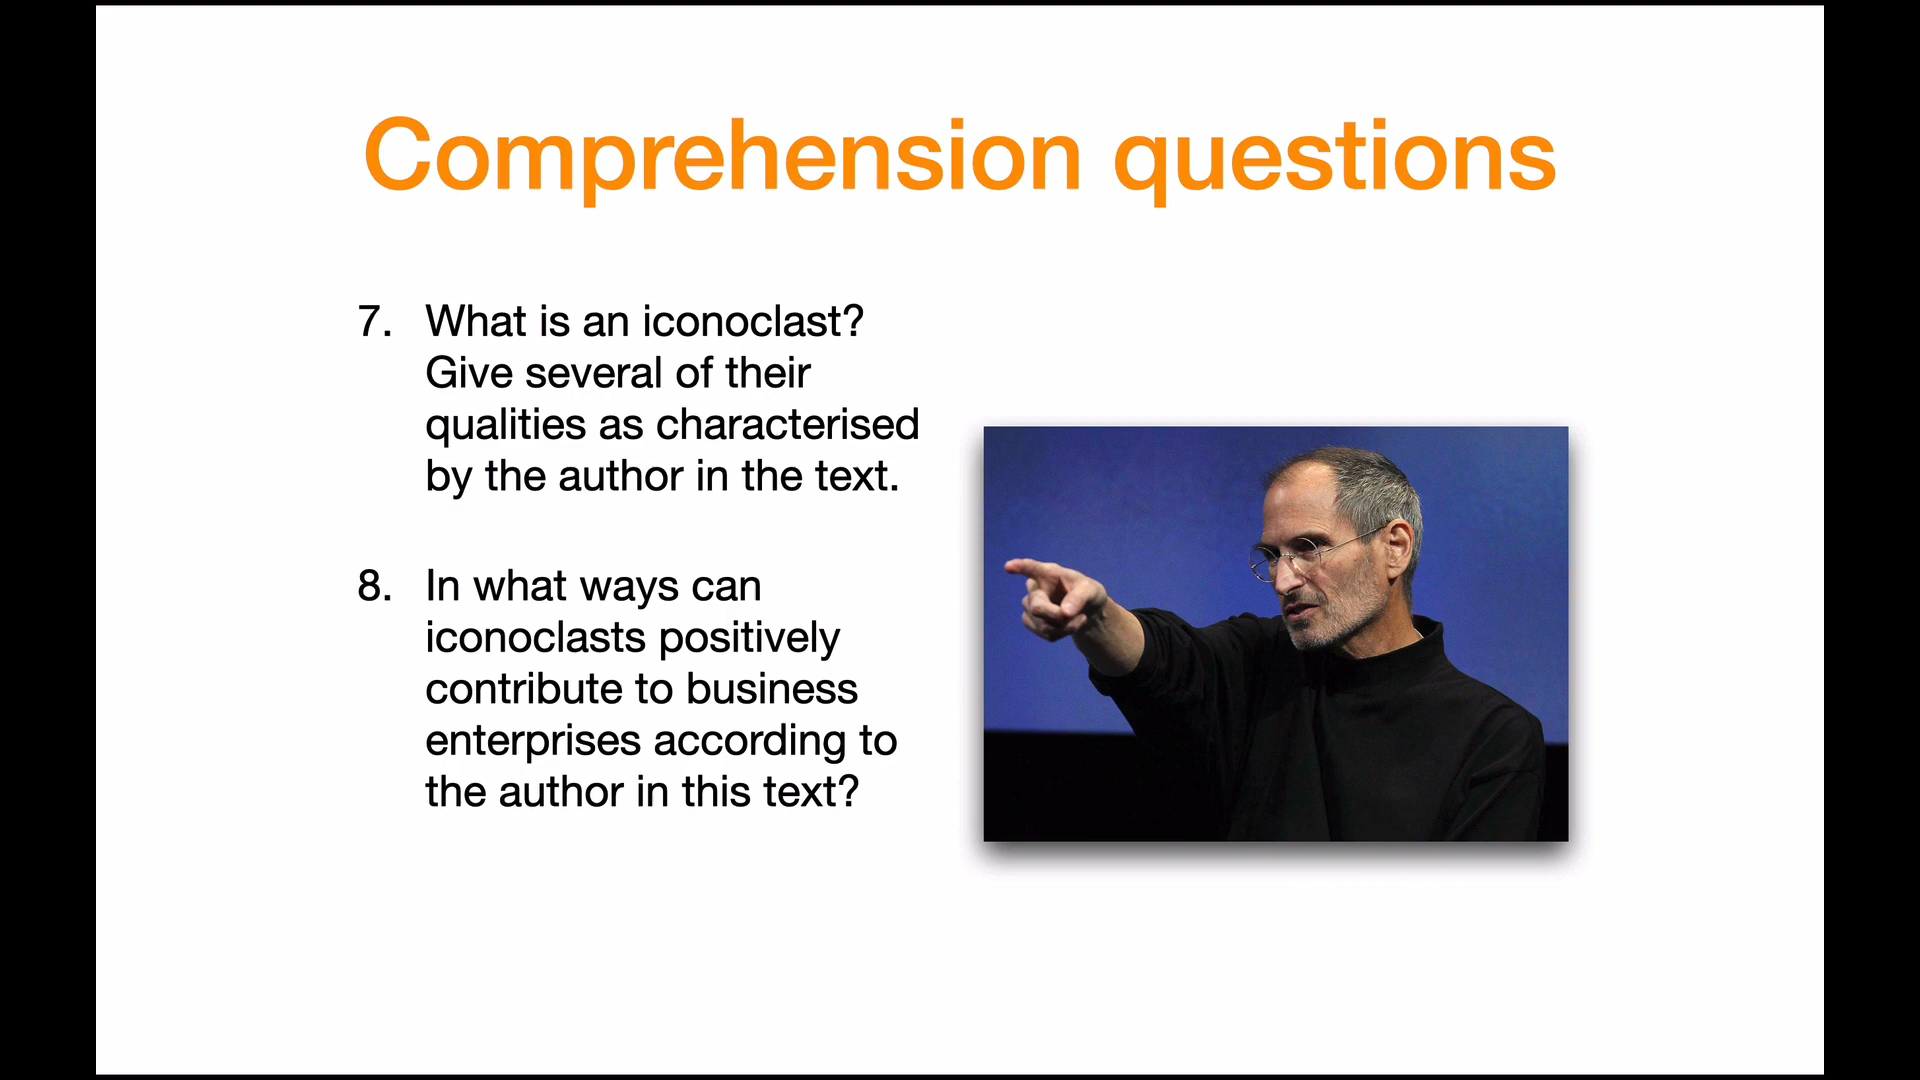 Comprehension questions
7. What is an iconoclast?
Give several of their
qualities as characterised
by the author in the text.
8. In what ways can
iconoclasts positively
contribute to business
enterprises according to
the author in this text?